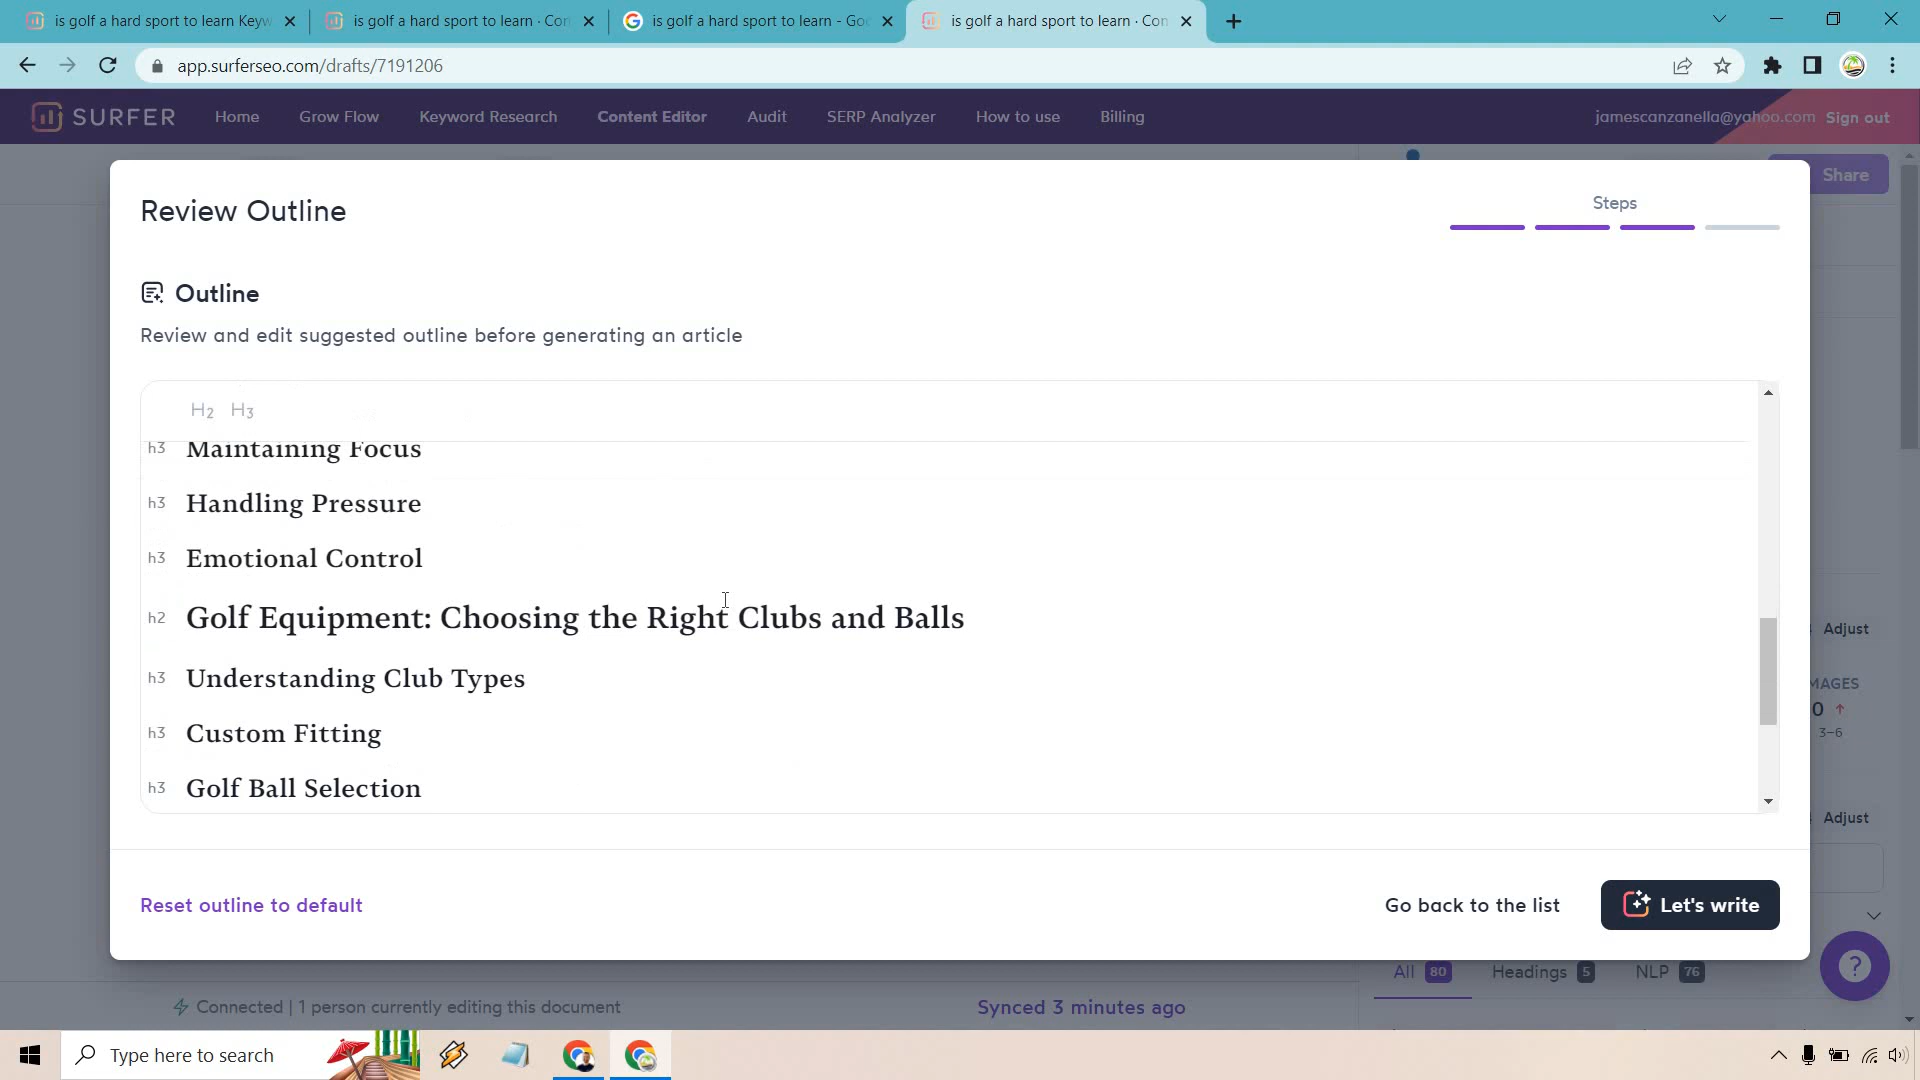 is golf a hard sport to learn Keyw
is golf a hard sport to learn · Con
is golf a hard sport to learn - Goo
is golf a hard sport to learn · Con
app.surferseo.com/drafts/7191206
SURFER
Home
Grow Flow
Keyword Research
Content Editor
Audit
SERP Analyzer
How to use
Billing
jamescanzanella@yahoo.com
Sign out
Share
Review Outline
Steps
Outline
Review and edit suggested outline before generating an article
H2 H3
h3 Maintaining Focus
h3 Handling Pressure
h3 Emotional Control
h2 Golf Equipment: Choosing the Right Clubs and Balls
h3 Understanding Club Types
h3 Custom Fitting
h3 Golf Ball Selection
Adjust
MAGES
0
3–6
Adjust
Reset outline to default
Go back to the list
Let's write
All 80
Headings 5
NLP 76
Connected | 1 person currently editing this document
Synced 3 minutes ago
Type here to search